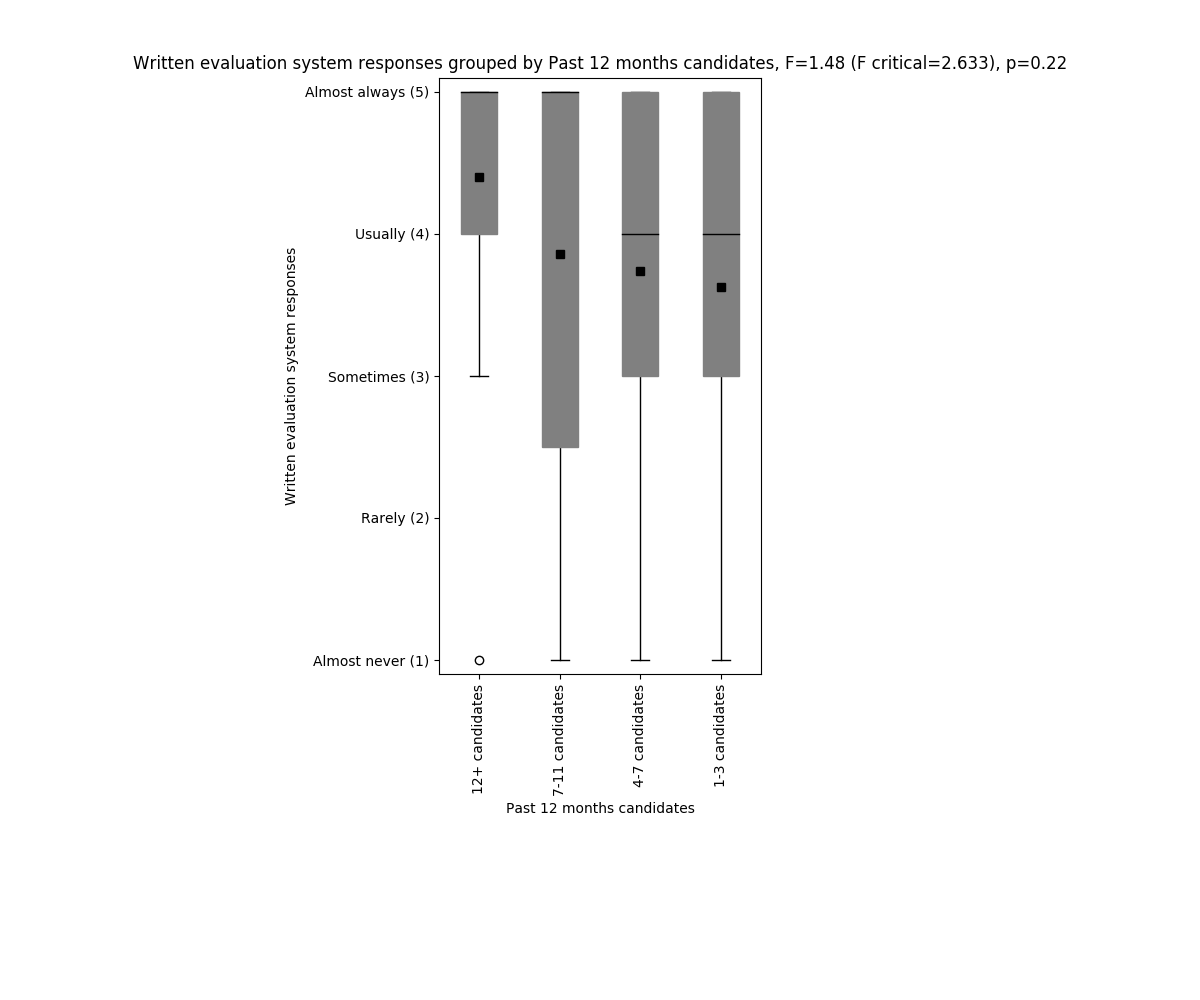 Written evaluation system responses grouped by Past 12 months candidates, F=1.48 (F critical=2.633), p=0.22
Almost always (5)
Usually (4)
Sometimes (3)
Rarely (2)
Almost never (1)
Written evaluation system responses
12+ candidates
7-11 candidates
4-7 candidates
1-3 candidates
Past 12 months candidates